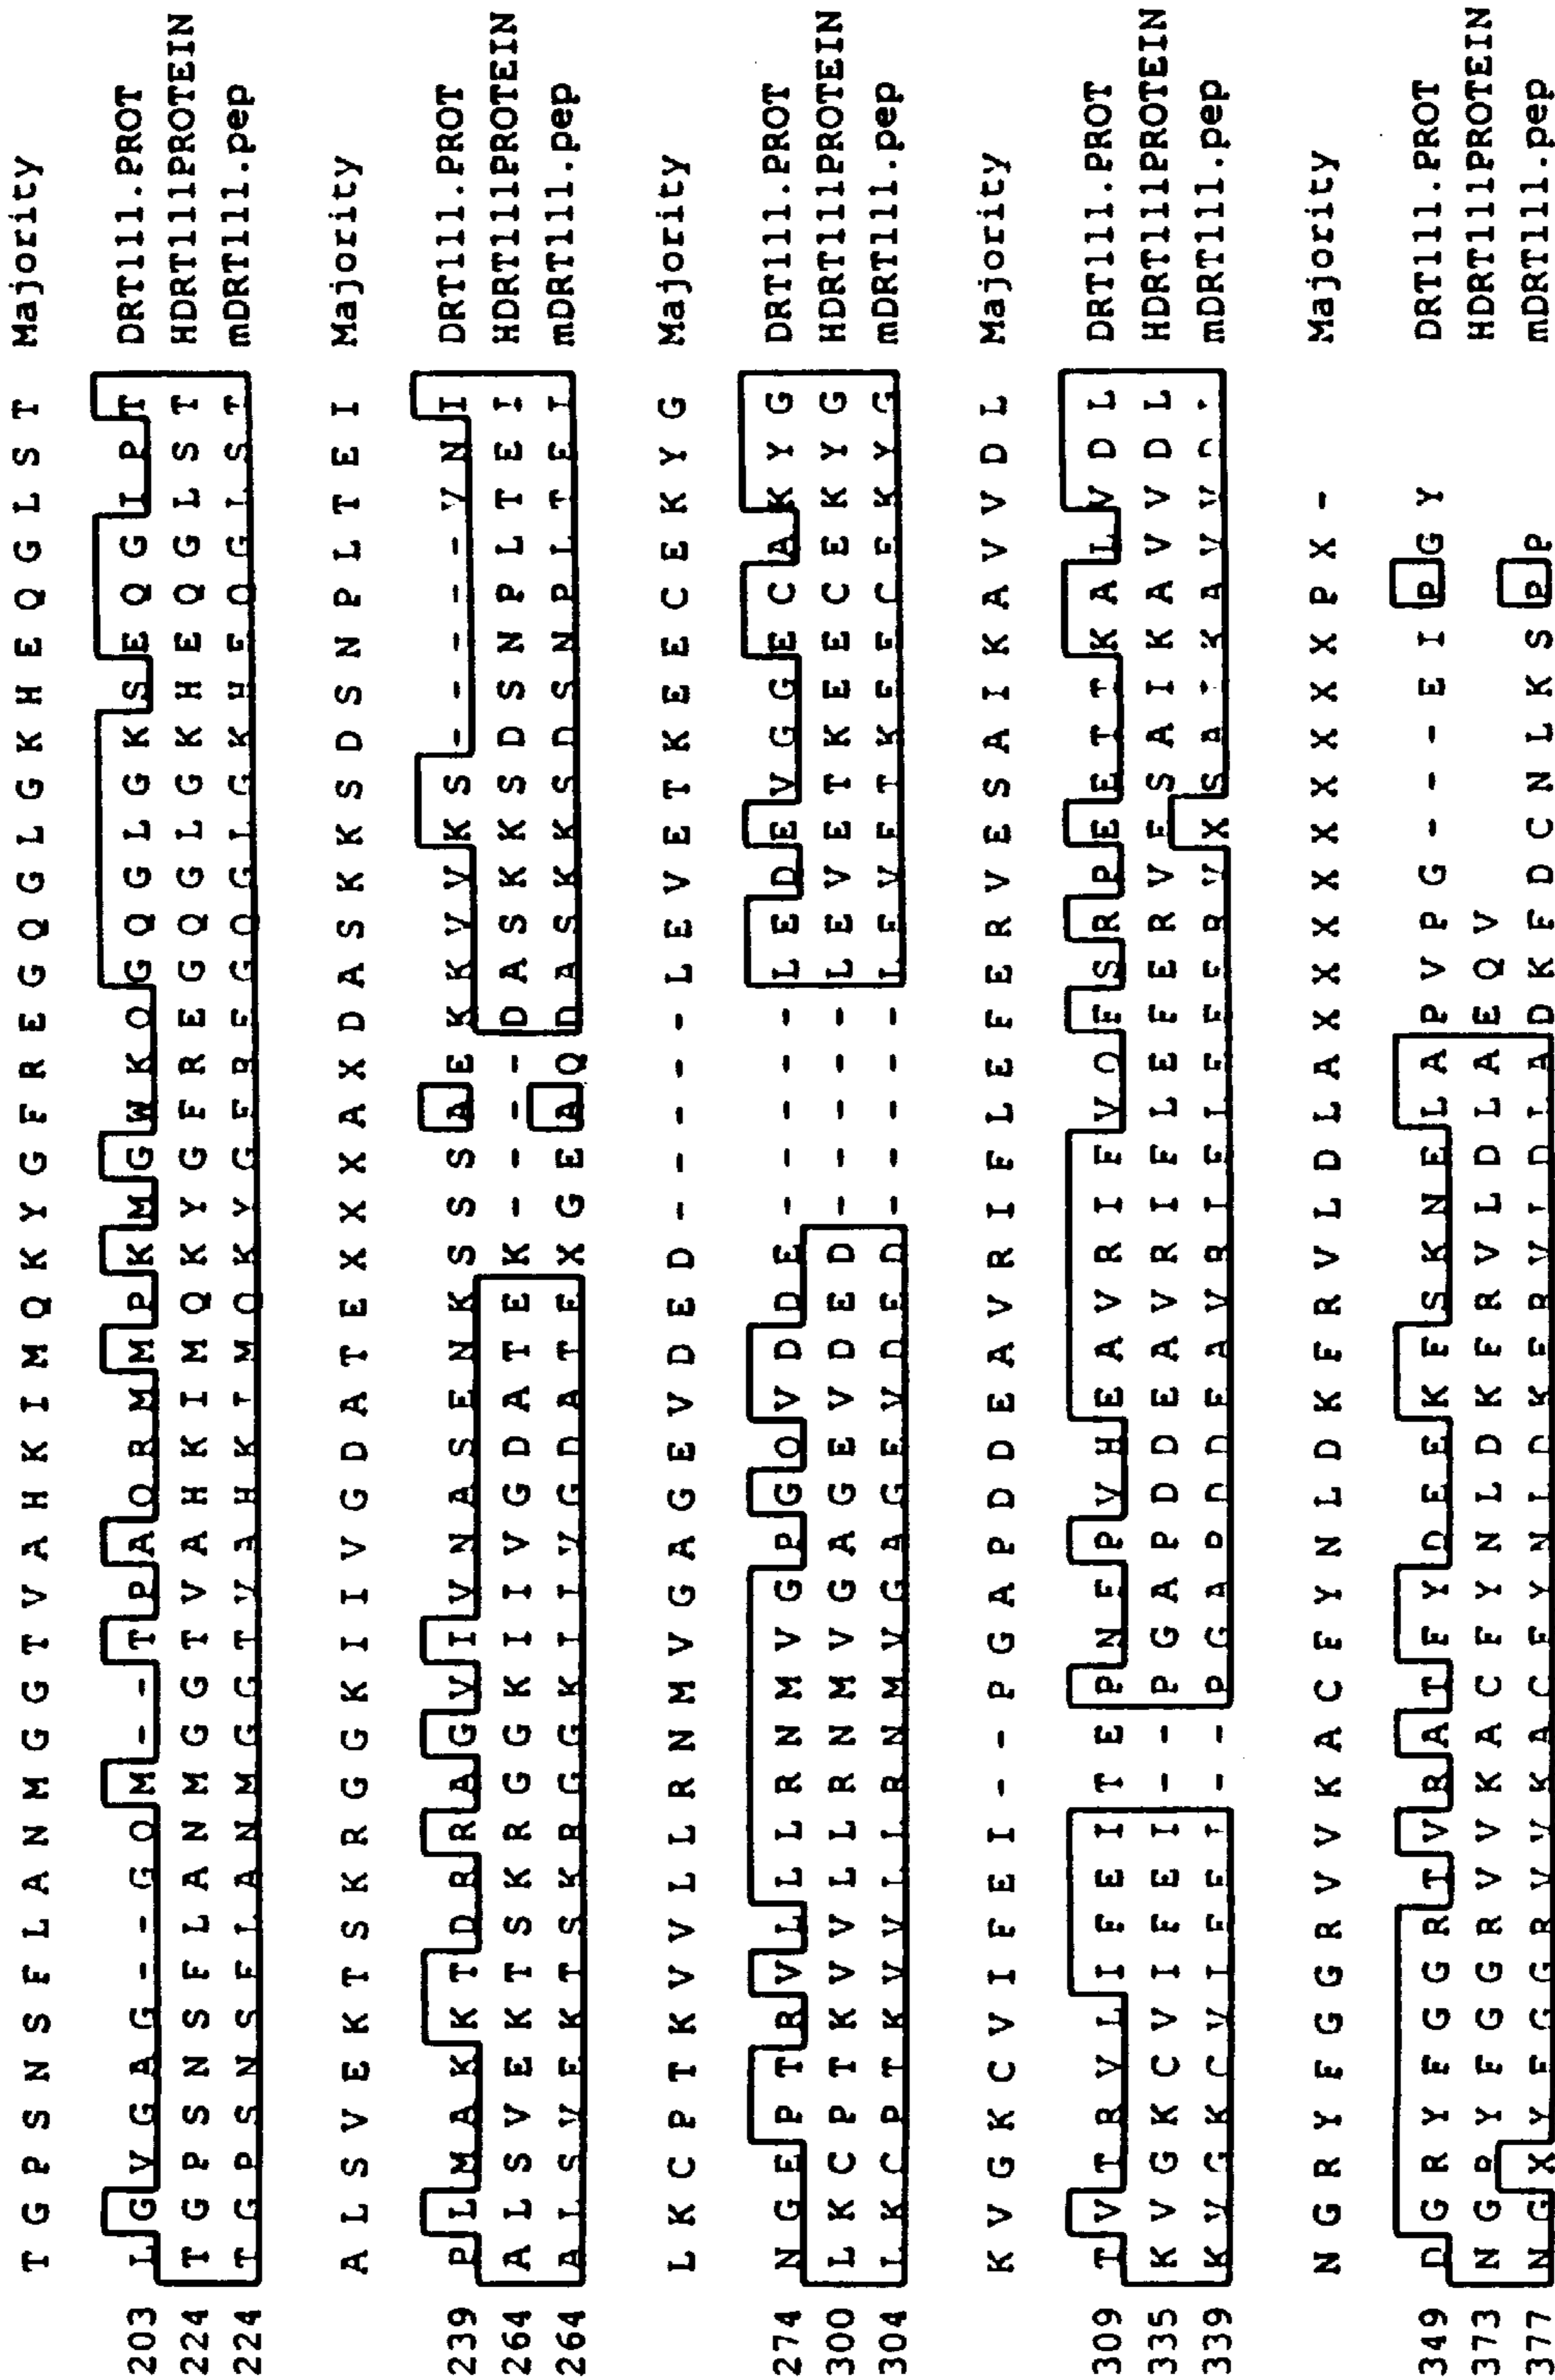 T G P S N S F L A N M G G T V A H K I M Q K Y G F R E G Q G L G K H E Q G L S T Majority
203 L G V G A G - - G Q M - - T P A Q R M M P K M G W K Q G Q G L G K S E Q G I P T DRT111.PROT
224 T G P S N S F L A N M G G T V A H K I M Q K Y G F R E G Q G L G K H E Q G L S T HDRT111PROTEIN
224 T G P S N S F L A N M G G T V A H K I M Q K Y G F R E G Q G L G K H E Q G L S T mDRT111.pep
A L S V E K T S K R G G K I I V G D A T E X X X A X D A S K K S D S N P L T E I Majority
239 P L M A K K T D R R A G V I V N A S E N K S S S A E K K V V K S - - - - - V N I DRT111.PROT
264 A L S V E K T S K R G G K I I V G D A T E K - - - - D A S K K S D S N P L T E I HDRT111PROTEIN
264 A L S V E K T S K R G G K I I V G D A T E X G E A Q D A S K K S D S N P L T E I mDRT111.pep
L K C P T K V V L L R N M V G A G E V D E D - - - - - L E V E T K E E C E K Y G Majority
274 N G E P T R V L L L R N M V G P G Q V D D E - - - - - L E D E V G G E C A K Y G DRT111.PROT
300 L K C P T K V V L L R N M V G A G E V D E D - - - - - L E V E T K E E C E K Y G HDRT111PROTEIN
304 L K C P T K V V L L R N M V G A G E V D E D - - - - - L E V E T K E E C E K Y G mDRT111.pep
K V G K C V I F E I - - P G A P D D E A V R I F L E F E R V E S A I K A V V D L Majority
309 T V T R V L I F E I T E P N F P V H E A V R I F V Q F S R P E E T T K A L V D L DRT111.PROT
335 K V G K C V I F E I - - P G A P D D E A V R I F L E F E R V E S A I K A V V D L HDRT111PROTEIN
339 K V G K C V I F E I - - P G A P D D E A V R I F L E F E R V X S A I K A V V D L mDRT111.pep
N G R Y F G G R V V K A C F Y N L D K F R V L D L A X X X X X X X X X P X - Majority
349 D G R Y F G G R T V R A T F Y D E E K F S K N E L A P V P G - - - E I P G Y DRT111.PROT
373 N G R Y F G G R V V K A C F Y N L D K F R V L D L A E Q V HDRT111PROTEIN
377 N G X Y F G G R V V K A C F Y N L D K F R V L D L A D K F D C N L K S P P mDRT111.pep